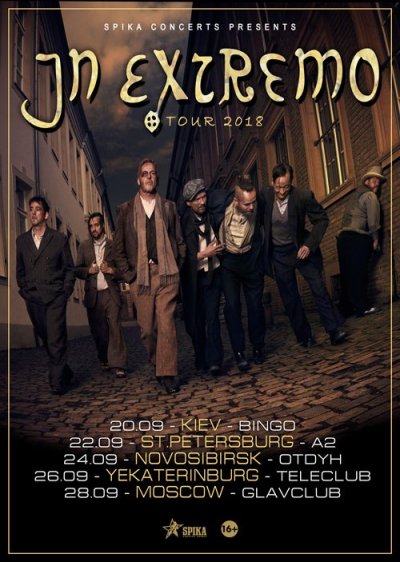 SPIKA CONCERTS PRESENTS
IN EXTREMO
TOUR 2018
20.09 - KIEV - BINGO
22.09 - ST.PETERSBURG - A2
24.09 - NOVOSIBIRSK - OTDYH
26.09 - YEKATERINBURG - TELECLUB
28.09 - MOSCOW - GLAVCLUB
SPIKA
16+